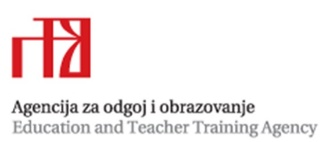 Agencija za odgoj i obrazovanje
Education and Teacher Training Agency